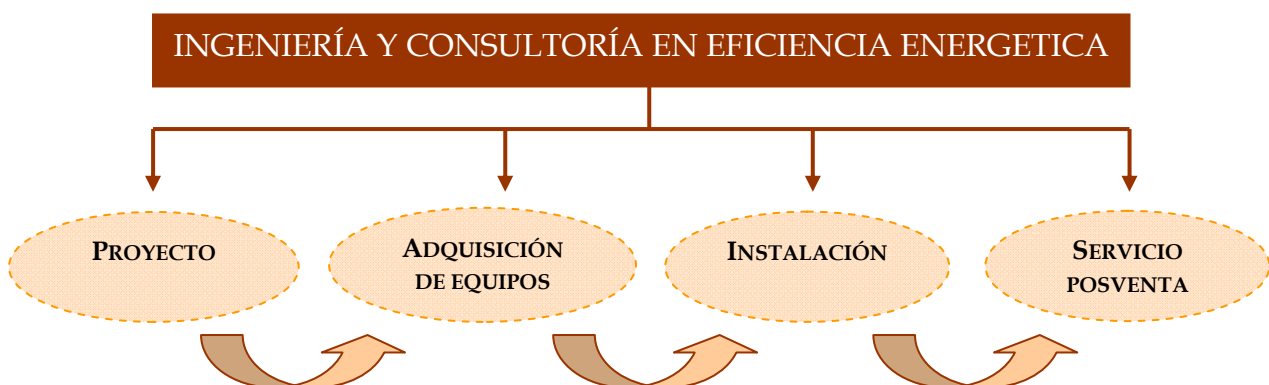 INGENIERÍA Y CONSULTORÍA EN EFICIENCIA ENERGETICA
PROYECTO
ADQUISICIÓN
DE EQUIPOS
INSTALACIÓN
SERVICIO
POSVENTA